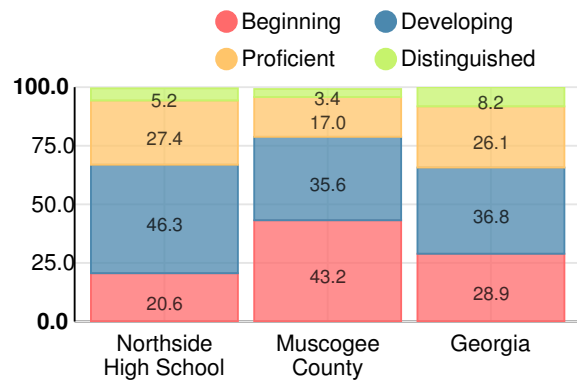 Beginning Developing
Proficient Distinguished
100.0
75.0
50.0
25.0
0.0
5.2 3.4 8.2
27.4 17.0 26.1
46.3 35.6 36.8
20.6 43.2 28.9
Northside Muscogee Georgia
High School County